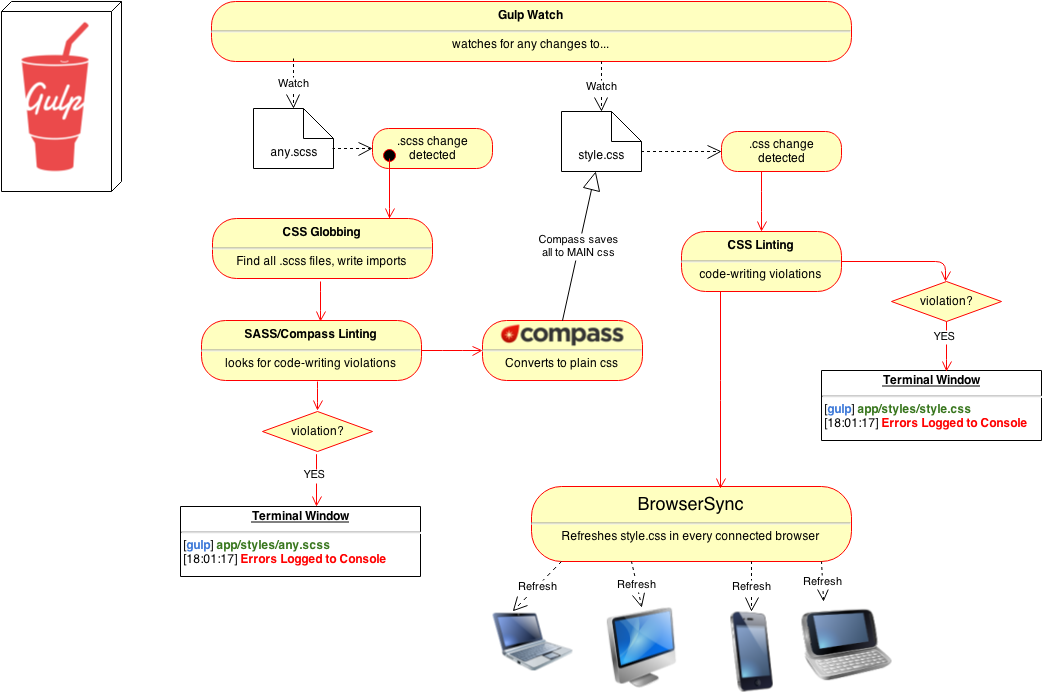 Gulp
Gulp Watch
watches for any changes to...
Watch
Watch
any.scss
.scss change
detected
style.css
.css change
detected
CSS Globbing
Find all .scss files, write imports
Compass saves
all to MAIN css
CSS Linting
code-writing violations
violation?
YES
SASS/Compass Linting
looks for code-writing violations
compass
Converts to plain css
Terminal Window
[gulp] app/styles/style.css
[18:01:17] Errors Logged to Console
violation?
YES
Terminal Window
[gulp] app/styles/any.scss
[18:01:17] Errors Logged to Console
BrowserSync
Refreshes style.css in every connected browser
Refresh
Refresh
Refresh
Refresh